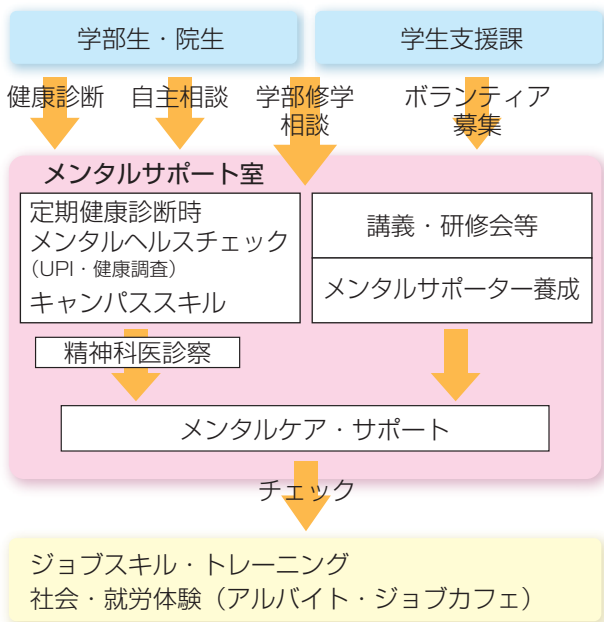 学部生・院生
学生支援課
健康診断
自主相談
学部修学
相談
ボランティア
募集
メンタルサポート室
定期健康診断時
メンタルヘルスチェック
（UPI・健康調査）
キャンパススキル
講義・研修会等
メンタルサポーター養成
精神科医診察
メンタルケア・サポート
チェック
ジョブスキル・トレーニング
社会・就労体験（アルバイト・ジョブカフェ）